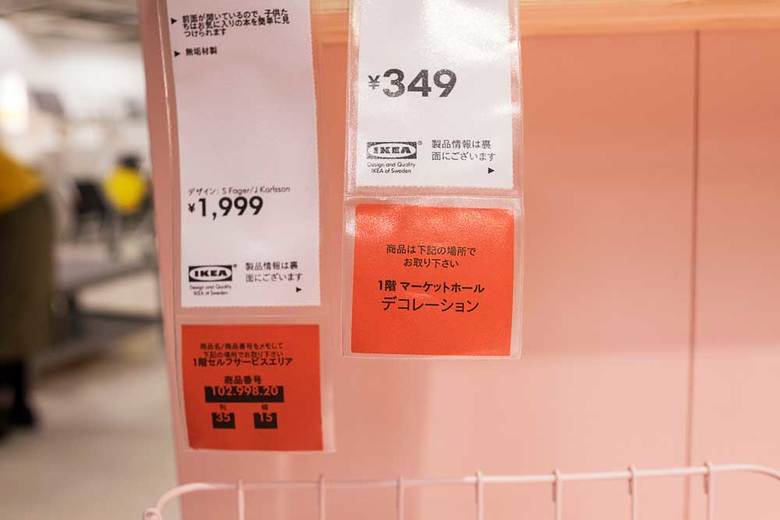 ▶ 前面が開いているので、子供た
ちはお気に入りの本を簡単に見
つけられます
▶ 無垢材製
デザイン: S Fager/J Karlsson
¥1,999
IKEA
Design and Quality
IKEA of Sweden
製品情報は裏
面にございます
▶
商品名/商品番号をメモして
下記の場所でお取り下さい
1階セルフサービスエリア
商品番号
102.998.20
列
棚
35
15
¥349
IKEA®
Design and Quality
IKEA of Sweden
製品情報は裏
面にございます
▶
商品は下記の場所で
お取り下さい
1階 マーケットホール
デコレーション